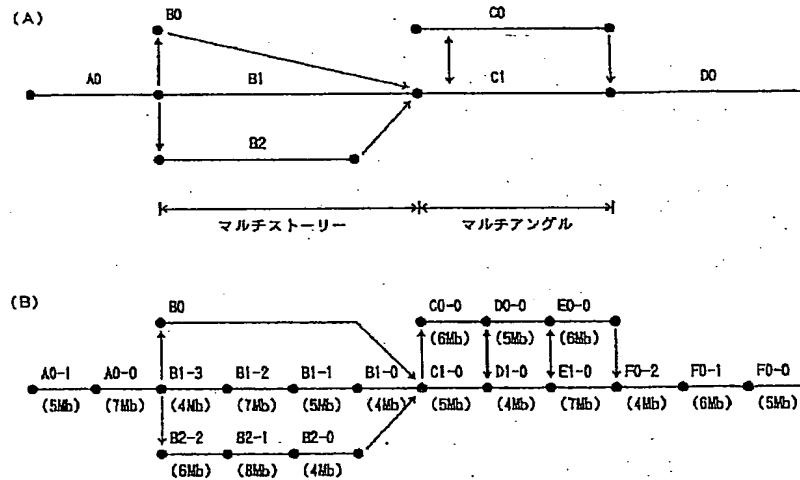 (A)
B0
C0
A0
B1
C1
D0
B2
マルチストーリー
マルチアングル
(B)
B0
C0-0 D0-0 E0-0
(6Mb) (5Mb) (6Mb)
A0-1 A0-0 B1-3 B1-2 B1-1 B1-0 C1-0 D1-0 E1-0 F0-2 F0-1 F0-0
(5Mb) (7Mb) (4Mb) (7Mb) (5Mb) (4Mb) (5Mb) (4Mb) (7Mb) (4Mb) (6Mb) (5Mb)
B2-2 B2-1 B2-0
(6Mb) (8Mb) (4Mb)